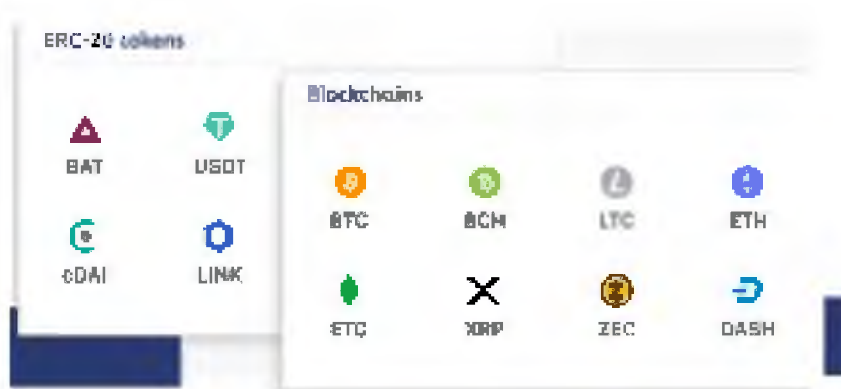 ERC-20 tokens
BAT USDT
cDAI LINK
Blockchains
BTC BCH LTC ETH
ETC XRP ZEC DASH